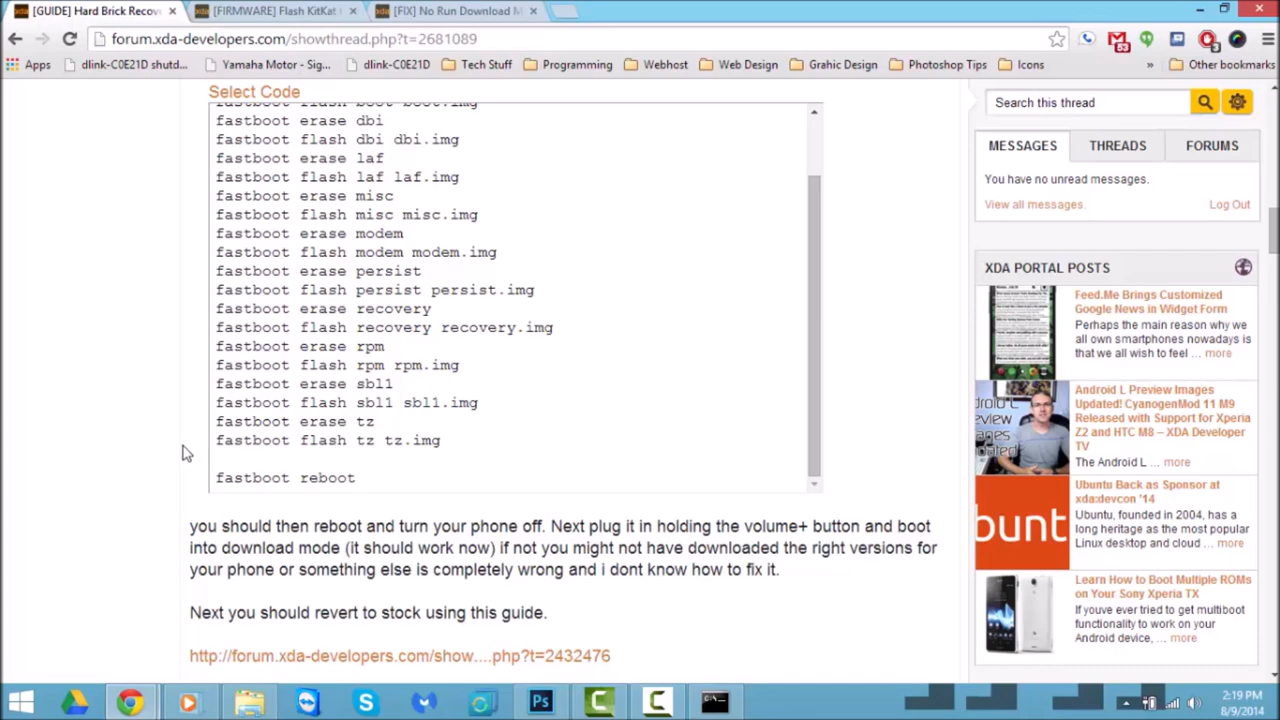 [GUIDE] Hard Brick Recov
[FIRMWARE] Flash KitKat
[FIX] No Run Download M
forum.xda-developers.com/showthread.php?t=2681089
Apps
dlink-C0E21D shutd...
Yamaha Motor - Sig...
dlink-C0E21D
Tech Stuff
Programming
Webhost
Web Design
Grahic Design
Photoshop Tips
Icons
»
Other bookmarks
Select Code
fastboot flash boot boot.img
fastboot erase dbi
fastboot flash dbi dbi.img
fastboot erase laf
fastboot flash laf laf.img
fastboot erase misc
fastboot flash misc misc.img
fastboot erase modem
fastboot flash modem modem.img
fastboot erase persist
fastboot flash persist persist.img
fastboot erase recovery
fastboot flash recovery recovery.img
fastboot erase rpm
fastboot flash rpm rpm.img
fastboot erase sbl1
fastboot flash sbl1 sbl1.img
fastboot erase tz
fastboot flash tz tz.img
fastboot reboot
you should then reboot and turn your phone off. Next plug it in holding the volume+ button and boot
into download mode (it should work now) if not you might not have downloaded the right versions for
your phone or something else is completely wrong and i dont know how to fix it.
Next you should revert to stock using this guide.
http://forum.xda-developers.com/show....php?t=2432476
Search this thread
MESSAGES
THREADS
FORUMS
You have no unread messages.
View all messages.
Log Out
XDA PORTAL POSTS
Feed.Me Brings Customized
Google News in Widget Form
Perhaps the main reason why we
all own smartphones nowadays is
that we all wish to feel ... more
Android L Preview Images
Updated! CyanogenMod 11 M9
Released with Support for Xperia
Z2 and HTC M8 – XDA Developer
TV
The Android L ... more
Ubuntu Back as Sponsor at
xda:devcon '14
Ubuntu, founded in 2004, has a
long heritage as the most popular
Linux desktop and cloud ... more
bunt
Learn How to Boot Multiple ROMs
on Your Sony Xperia TX
If youve ever tried to get multiboot
functionality to work on your
Android device, ... more
Ps
2:19 PM
8/9/2014